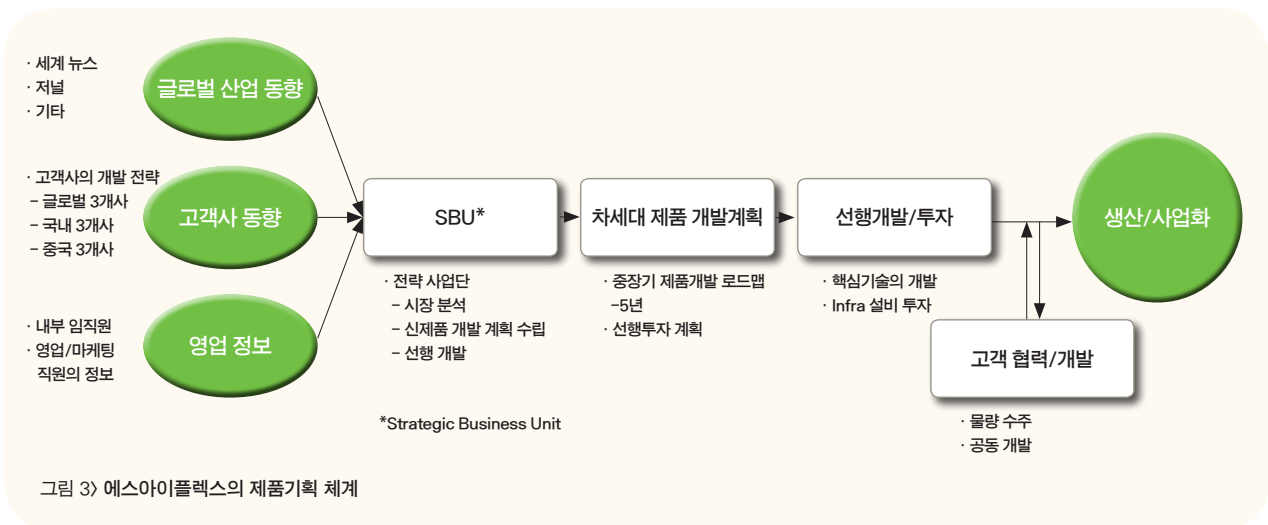 · 세계 뉴스
· 저널
· 기타
글로벌 산업 동향
· 고객사의 개발 전략
– 글로벌 3개사
– 국내 3개사
– 중국 3개사
고객사 동향
· 내부 임직원
· 영업/마케팅
직원의 정보
영업 정보
SBU*
· 전략 사업단
– 시장 분석
– 신제품 개발 계획 수립
– 선행 개발
*Strategic Business Unit
차세대 제품 개발계획
· 중장기 제품개발 로드맵
–5년
· 선행투자 계획
선행개발/투자
· 핵심기술의 개발
· Infra 설비 투자
고객 협력/개발
· 물량 수주
· 공동 개발
생산/사업화
그림 3> 에스아이플렉스의 제품기획 체계